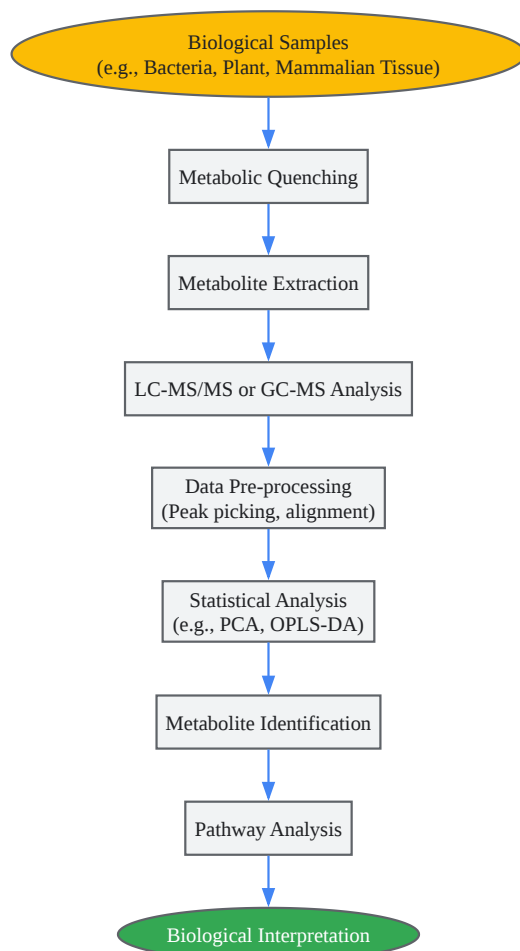 Biological Samples
(e.g., Bacteria, Plant, Mammalian Tissue)
Metabolic Quenching
Metabolite Extraction
LC-MS/MS or GC-MS Analysis
Data Pre-processing
(Peak picking, alignment)
Statistical Analysis
(e.g., PCA, OPLS-DA)
Metabolite Identification
Pathway Analysis
Biological Interpretation